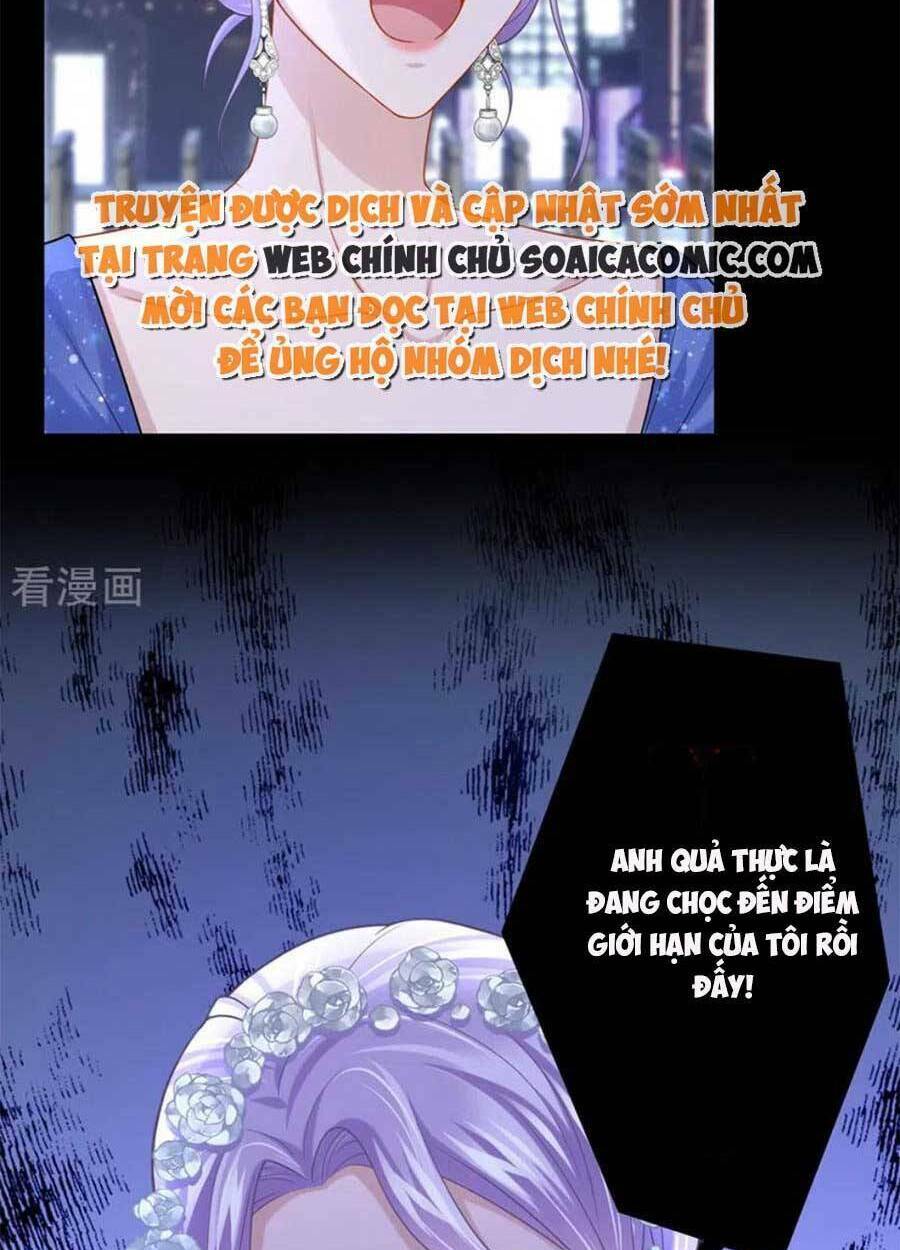 TRUYỆN ĐƯỢC DỊCH VÀ CẬP NHẬT SỚM NHẤT
TẠI TRANG WEB CHÍNH CHỦ SOAICACOMIC.COM
MỜI CÁC BẠN ĐỌC TẠI WEB CHÍNH CHỦ
ĐỂ ỦNG HỘ NHÓM DỊCH NHÉ!
看漫画
ANH QUẢ THỰC LÀ
ĐANG CHỌC ĐẾN ĐIỂM
GIỚI HẠN CỦA TÔI RỒI
ĐẤY!